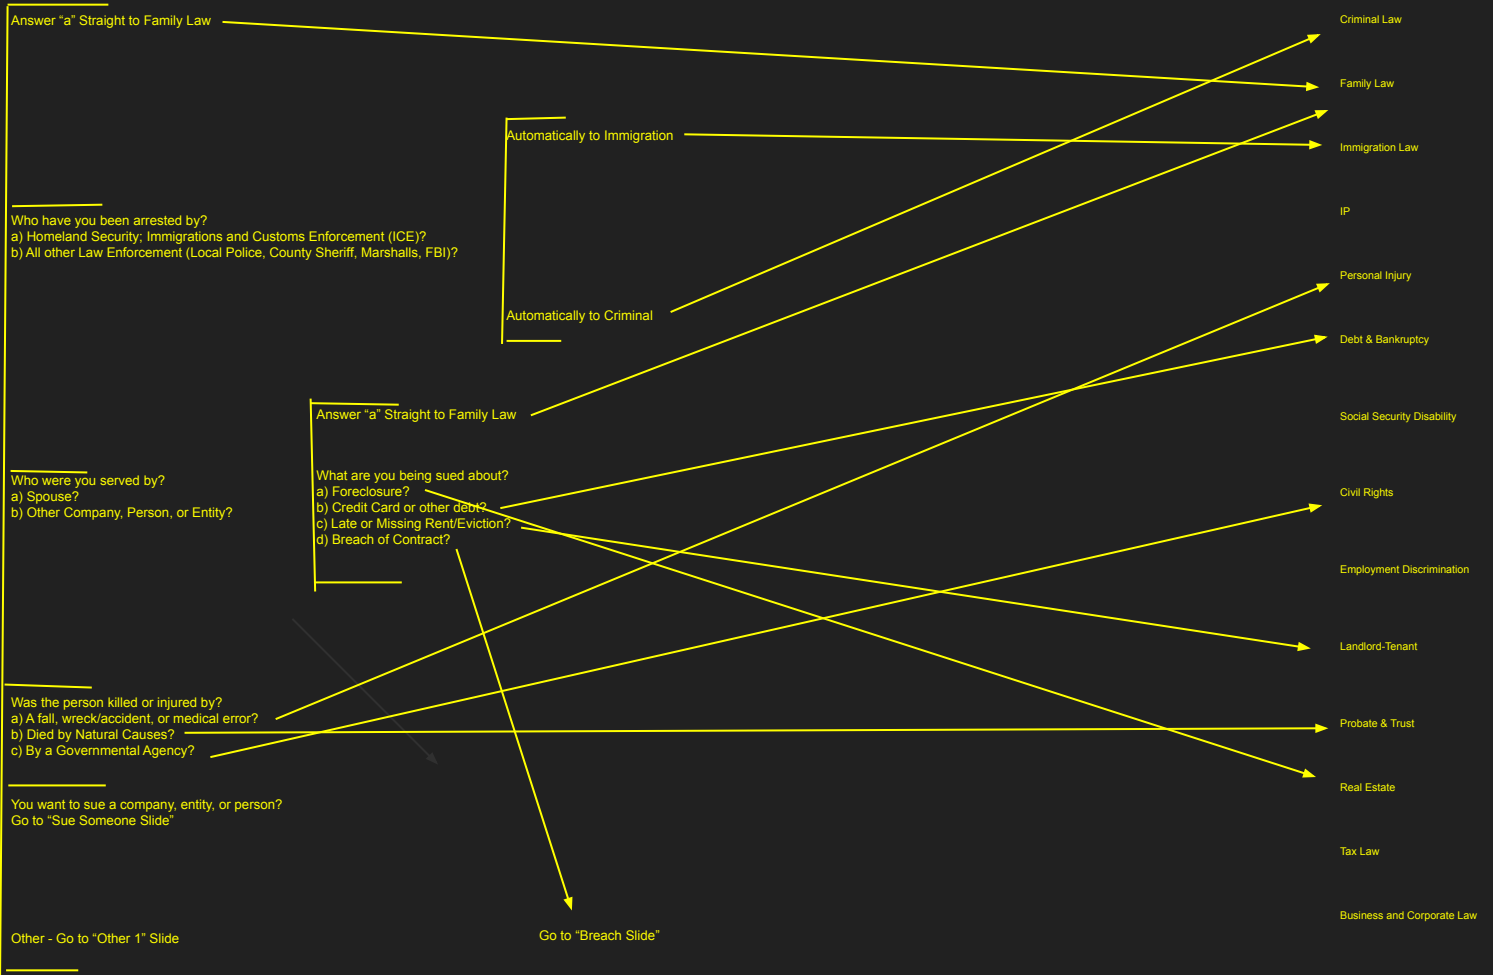 Answer “a” Straight to Family Law
Who have you been arrested by?
a) Homeland Security; Immigrations and Customs Enforcement (ICE)?
b) All other Law Enforcement (Local Police, County Sheriff, Marshalls, FBI)?
Who were you served by?
a) Spouse?
b) Other Company, Person, or Entity?
Was the person killed or injured by?
a) A fall, wreck/accident, or medical error?
b) Died by Natural Causes?
c) By a Governmental Agency?
You want to sue a company, entity, or person?
Go to “Sue Someone Slide”
Other - Go to “Other 1” Slide
Automatically to Immigration
Automatically to Criminal
Answer “a” Straight to Family Law
What are you being sued about?
a) Foreclosure?
b) Credit Card or other debt?
c) Late or Missing Rent/Eviction?
d) Breach of Contract?
Go to “Breach Slide”
Criminal Law
Family Law
Immigration Law
IP
Personal Injury
Debt & Bankruptcy
Social Security Disability
Civil Rights
Employment Discrimination
Landlord-Tenant
Probate & Trust
Real Estate
Tax Law
Business and Corporate Law